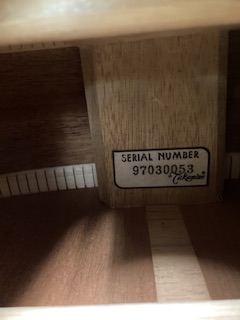 SERIAL NUMBER
97030053
Takamine